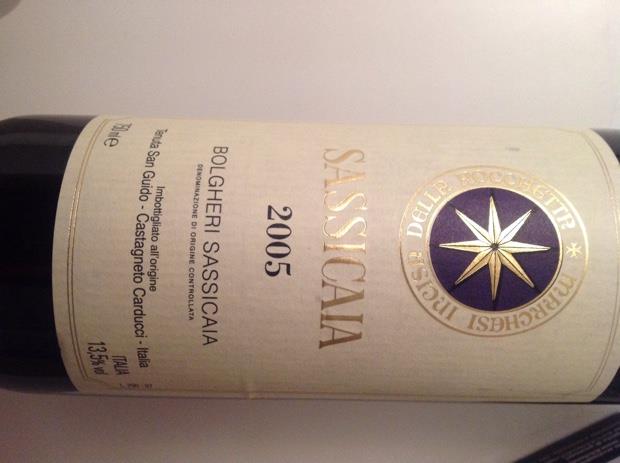 MARCHESI INCISA DELLA ROCCHETTA
SASSICAIA
2005
BOLGHERI SASSICAIA
DENOMINAZIONE DI ORIGINE CONTROLLATA
Imbottigliato all'origine
Tenuta San Guido - Castagneto Carducci - Italia
750 ml e
ITALIA
13,5% vol